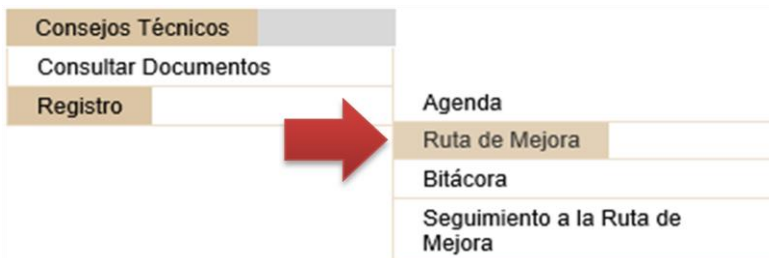 Consejos Técnicos
Consultar Documentos
Registro
Agenda
Ruta de Mejora
Bitácora
Seguimiento a la Ruta de
Mejora